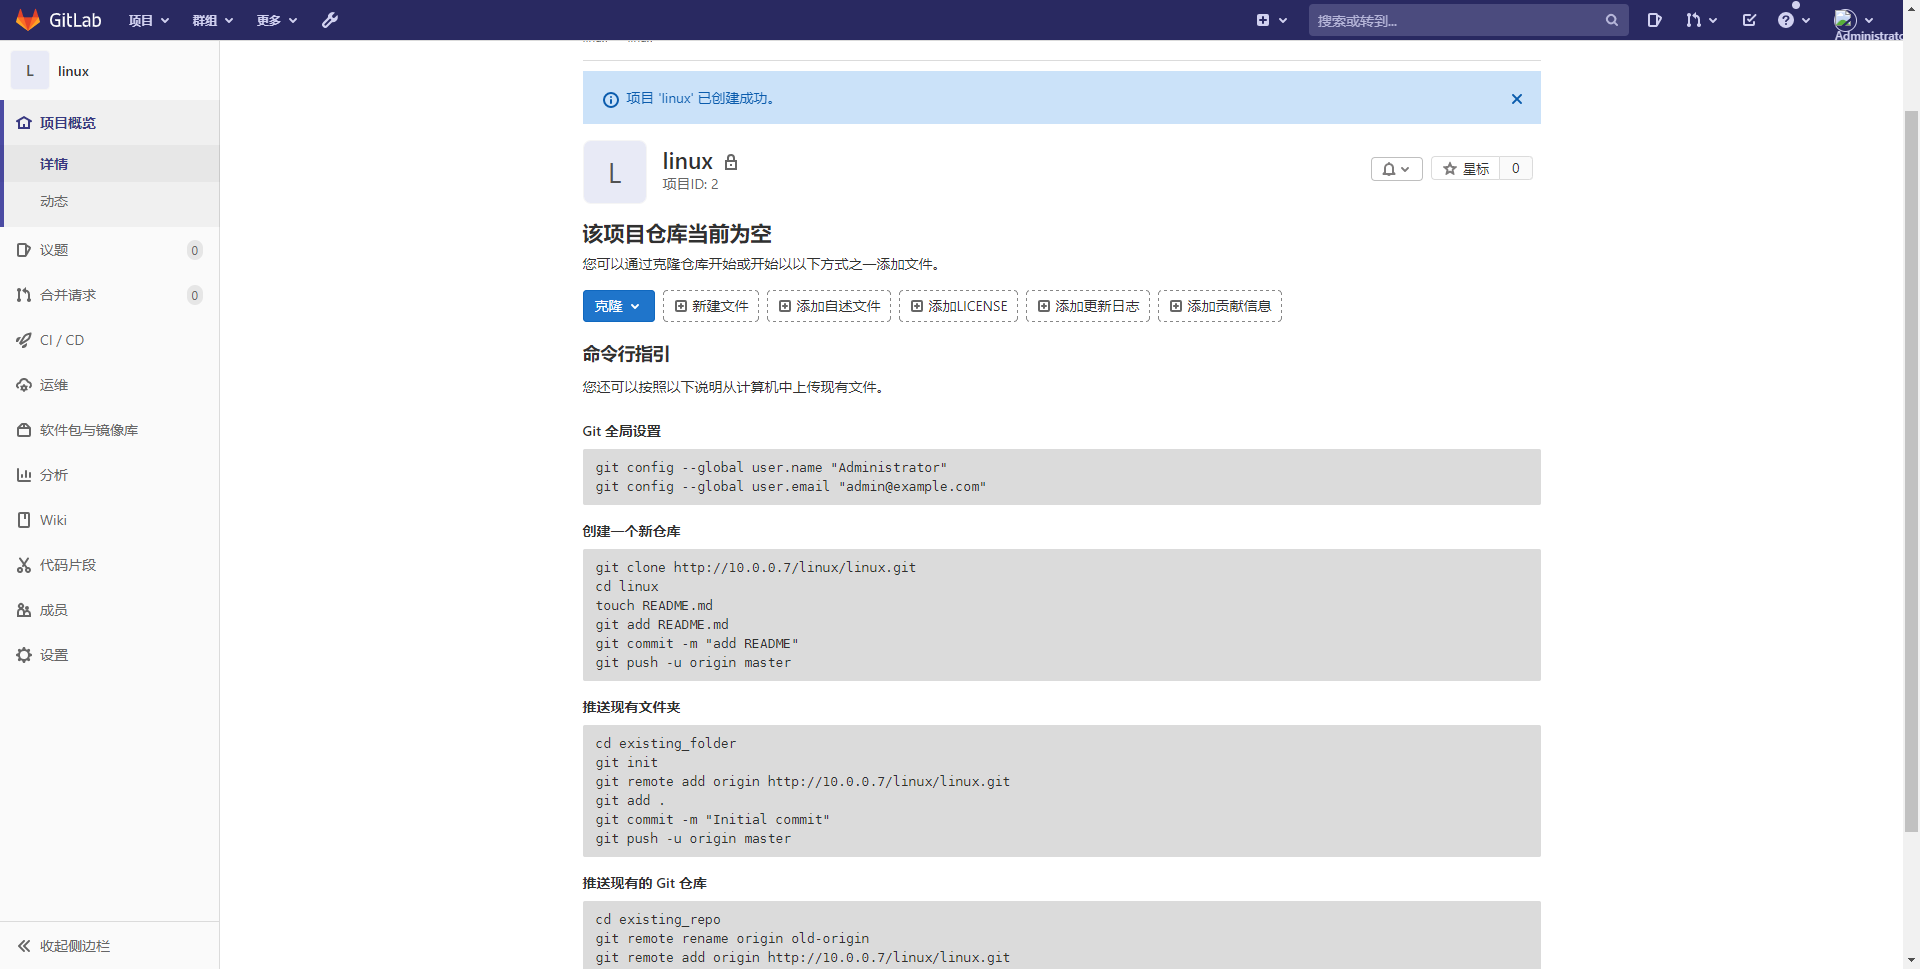 GitLab 项目 群组 更多 搜索或转到... Administrato
L linux
项目概览
详情
动态
议题 0
合并请求 0
CI / CD
运维
软件包与镜像库
分析
Wiki
代码片段
成员
设置
收起侧边栏
项目 'linux' 已创建成功。
L
linux
项目ID: 2
星标 0
该项目仓库当前为空
您可以通过克隆仓库开始或开始以以下方式之一添加文件。
克隆 新建文件 添加自述文件 添加LICENSE 添加更新日志 添加贡献信息
命令行指引
您还可以按照以下说明从计算机中上传现有文件。
Git 全局设置
git config --global user.name "Administrator"
git config --global user.email "admin@example.com"
创建一个新仓库
git clone http://10.0.0.7/linux/linux.git
cd linux
touch README.md
git add README.md
git commit -m "add README"
git push -u origin master
推送现有文件夹
cd existing_folder
git init
git remote add origin http://10.0.0.7/linux/linux.git
git add .
git commit -m "Initial commit"
git push -u origin master
推送现有的 Git 仓库
cd existing_repo
git remote rename origin old-origin
git remote add origin http://10.0.0.7/linux/linux.git